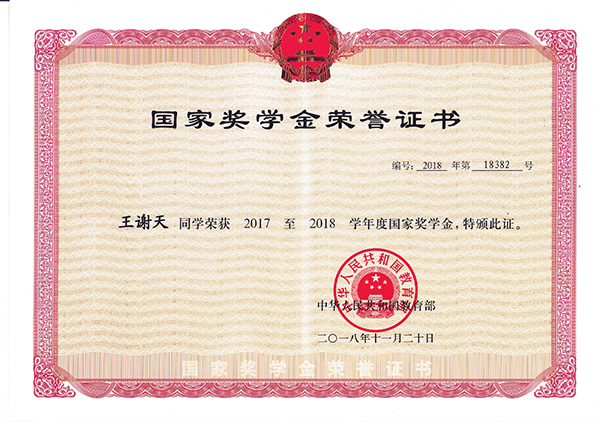 国家奖学金荣誉证书
编号: 2018 年第 18382 号
王谢天 同学荣获 2017 至 2018 学年度国家奖学金,特颁此证。
中华人民共和国教育部
中华人民共和国教育部
二〇一八年十一月二十日
国家奖学金荣誉证书